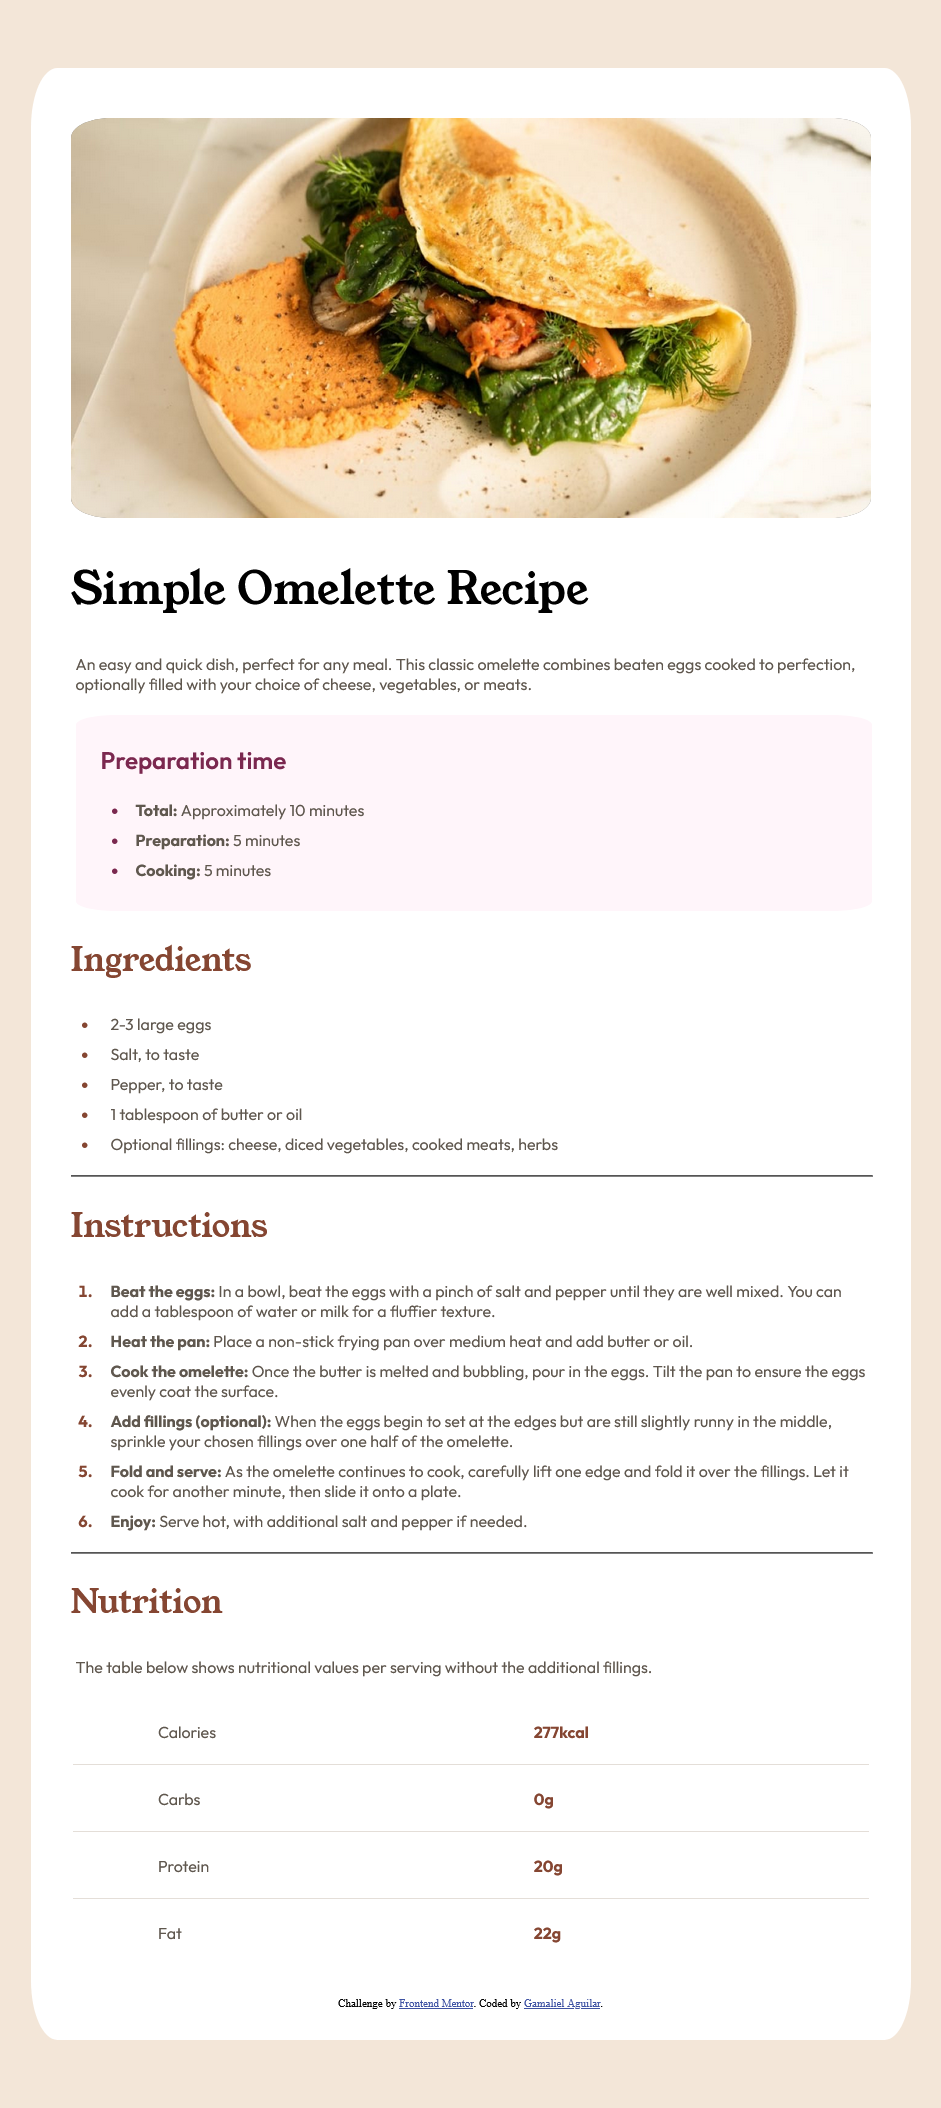 Simple Omelette Recipe
An easy and quick dish, perfect for any meal. This classic omelette combines beaten eggs cooked to perfection,
optionally filled with your choice of cheese, vegetables, or meats.
Preparation time
• Total: Approximately 10 minutes
• Preparation: 5 minutes
• Cooking: 5 minutes
Ingredients
• 2-3 large eggs
• Salt, to taste
• Pepper, to taste
• 1 tablespoon of butter or oil
• Optional fillings: cheese, diced vegetables, cooked meats, herbs
Instructions
1. Beat the eggs: In a bowl, beat the eggs with a pinch of salt and pepper until they are well mixed. You can
add a tablespoon of water or milk for a fluffier texture.
2. Heat the pan: Place a non-stick frying pan over medium heat and add butter or oil.
3. Cook the omelette: Once the butter is melted and bubbling, pour in the eggs. Tilt the pan to ensure the eggs
evenly coat the surface.
4. Add fillings (optional): When the eggs begin to set at the edges but are still slightly runny in the middle,
sprinkle your chosen fillings over one half of the omelette.
5. Fold and serve: As the omelette continues to cook, carefully lift one edge and fold it over the fillings. Let it
cook for another minute, then slide it onto a plate.
6. Enjoy: Serve hot, with additional salt and pepper if needed.
Nutrition
The table below shows nutritional values per serving without the additional fillings.
Calories 277kcal
Carbs 0g
Protein 20g
Fat 22g
Challenge by Frontend Mentor. Coded by Gamaliel Aguilar.